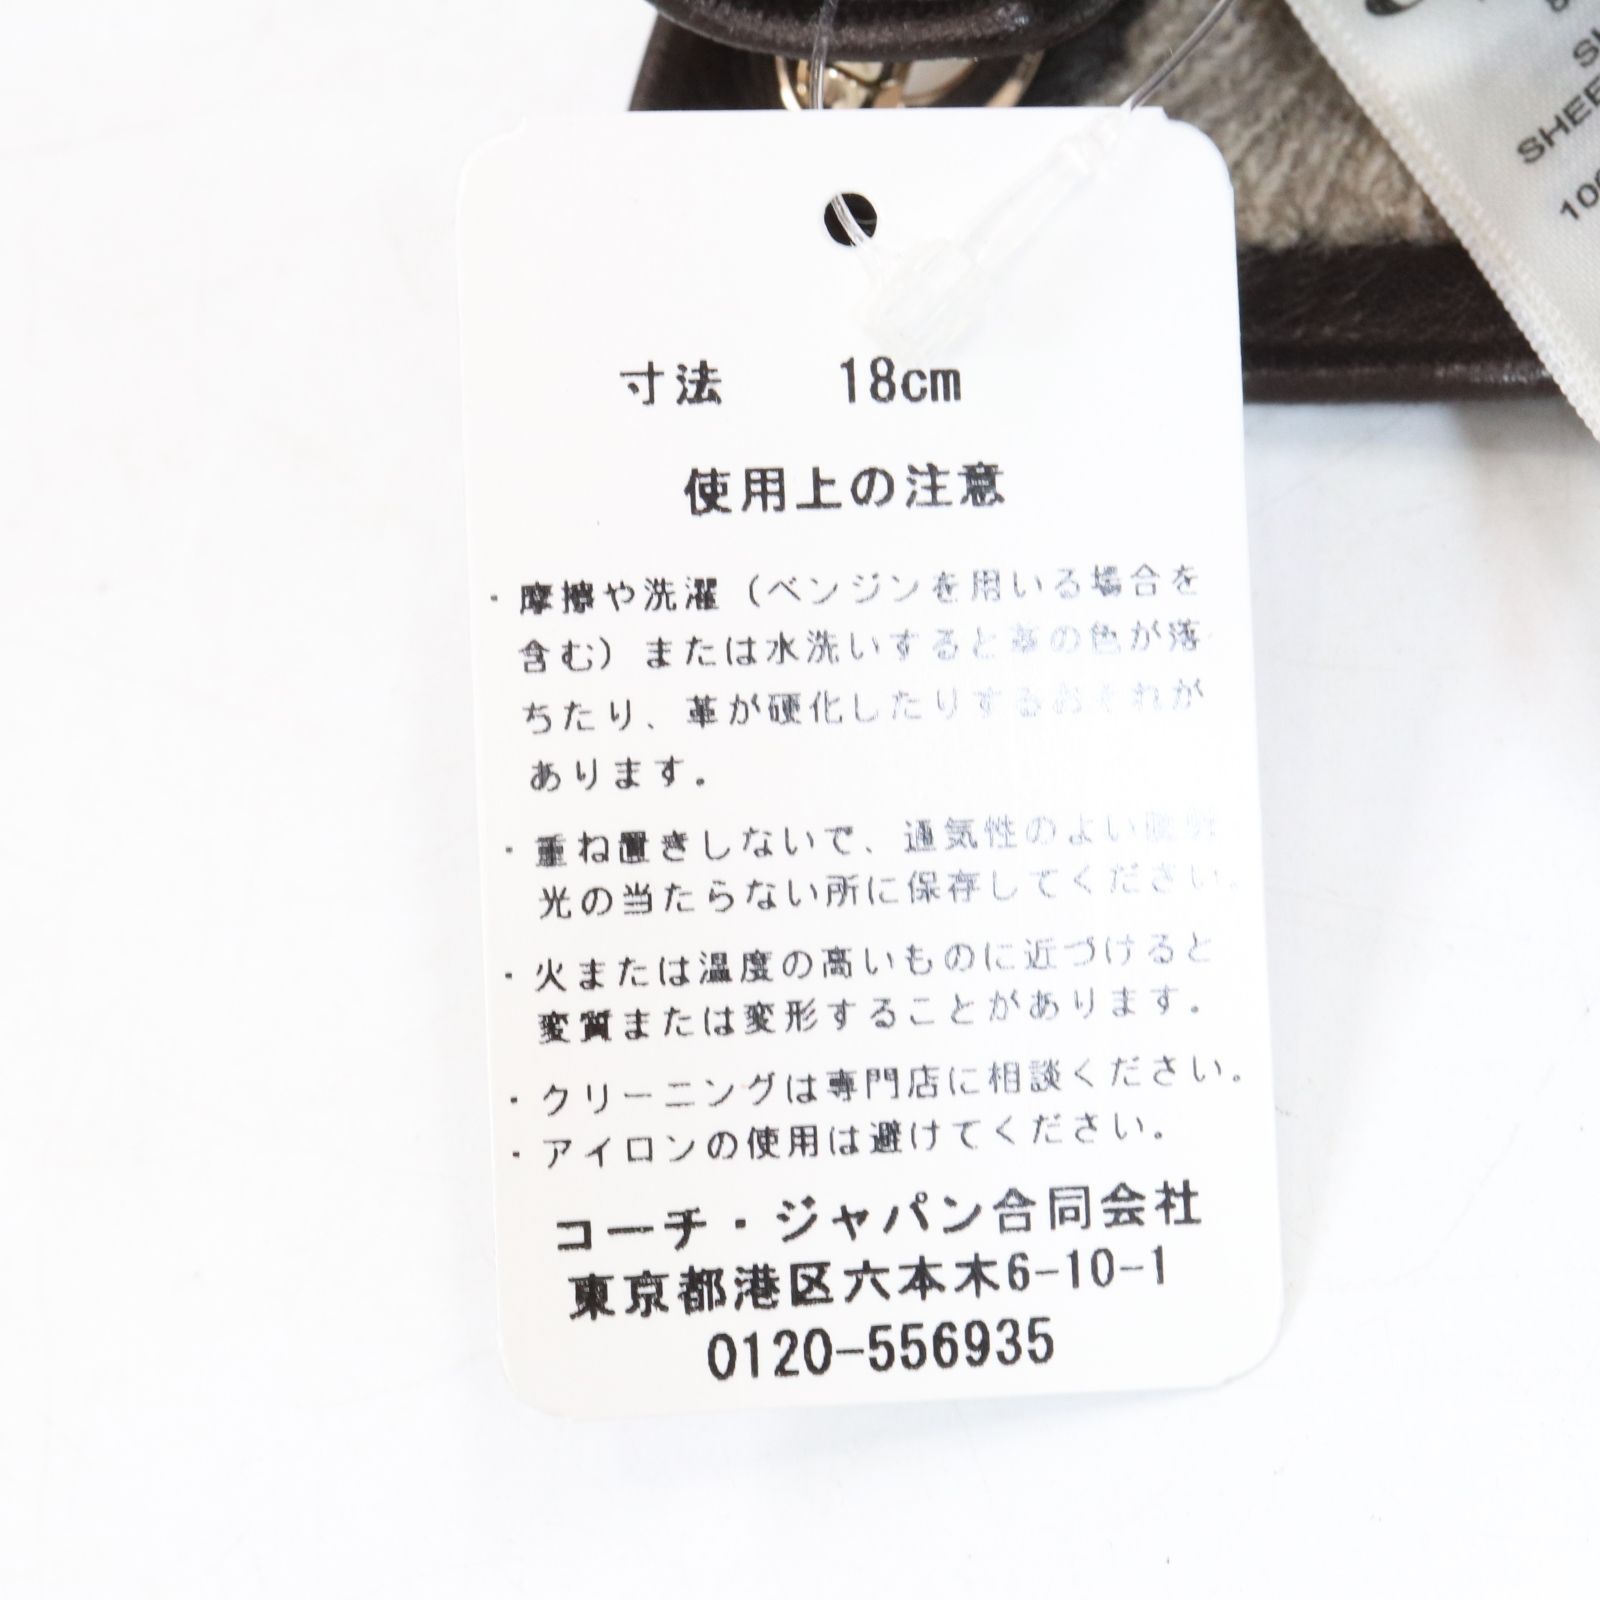 寸法 18cm
使用上の注意
・摩擦や洗濯（ベンジンを用いる場合を
含む）または水洗いすると革の色が落
ちたり、革が硬化したりするおそれが
あります。
・重ね置きしないで、通気性のよい
光の当たらない所に保存してください。
・火または温度の高いものに近づけると
変質または変形することがあります。
・クリーニングは専門店に相談ください。
・アイロンの使用は避けてください。
コーチ・ジャパン合同会社
東京都港区六本木6-10-1
0120-556935